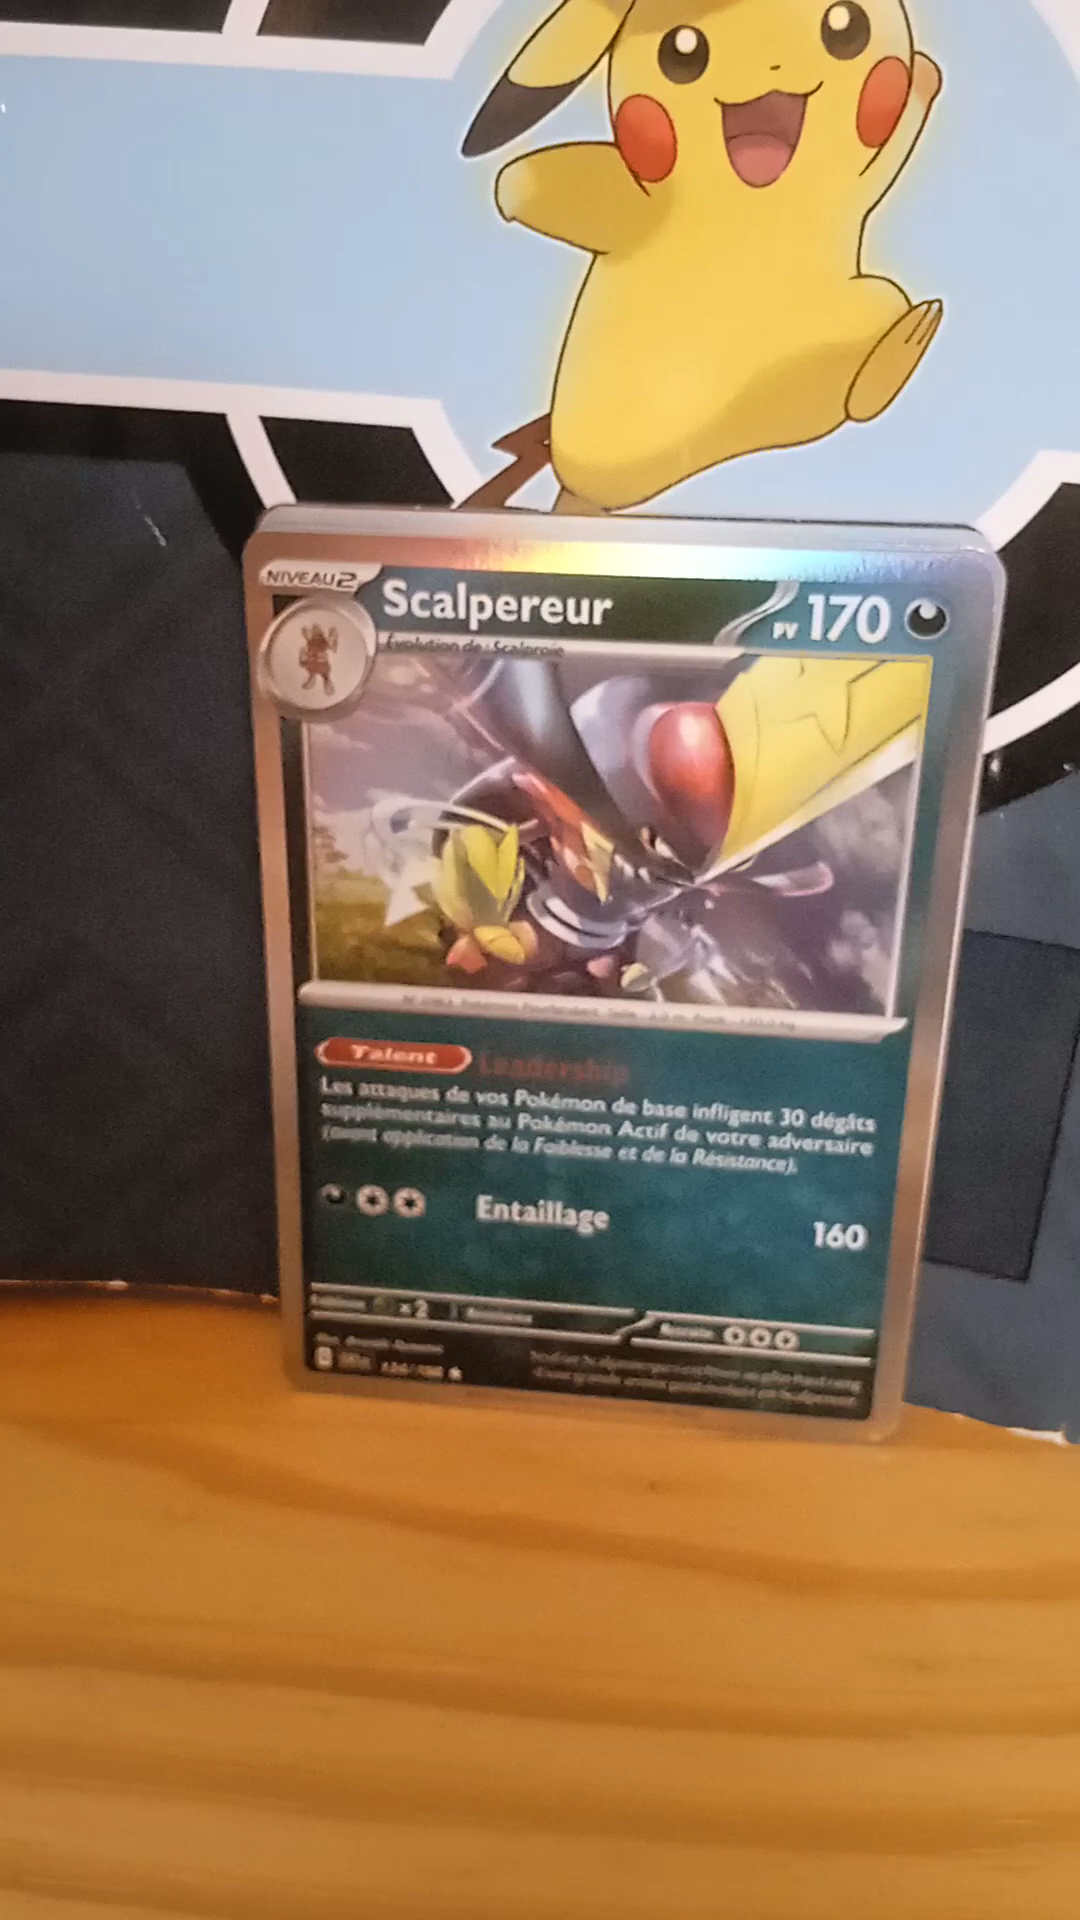 NIVEAU 2
Scalpereur
PV 170
Évolution de : Scalproie
Talent Leadership
Les attaques de vos Pokémon de base infligent 30 dégâts
supplémentaires au Pokémon Actif de votre adversaire
(avant application de la Faiblesse et de la Résistance).
Entaillage
160
x2
Retraite